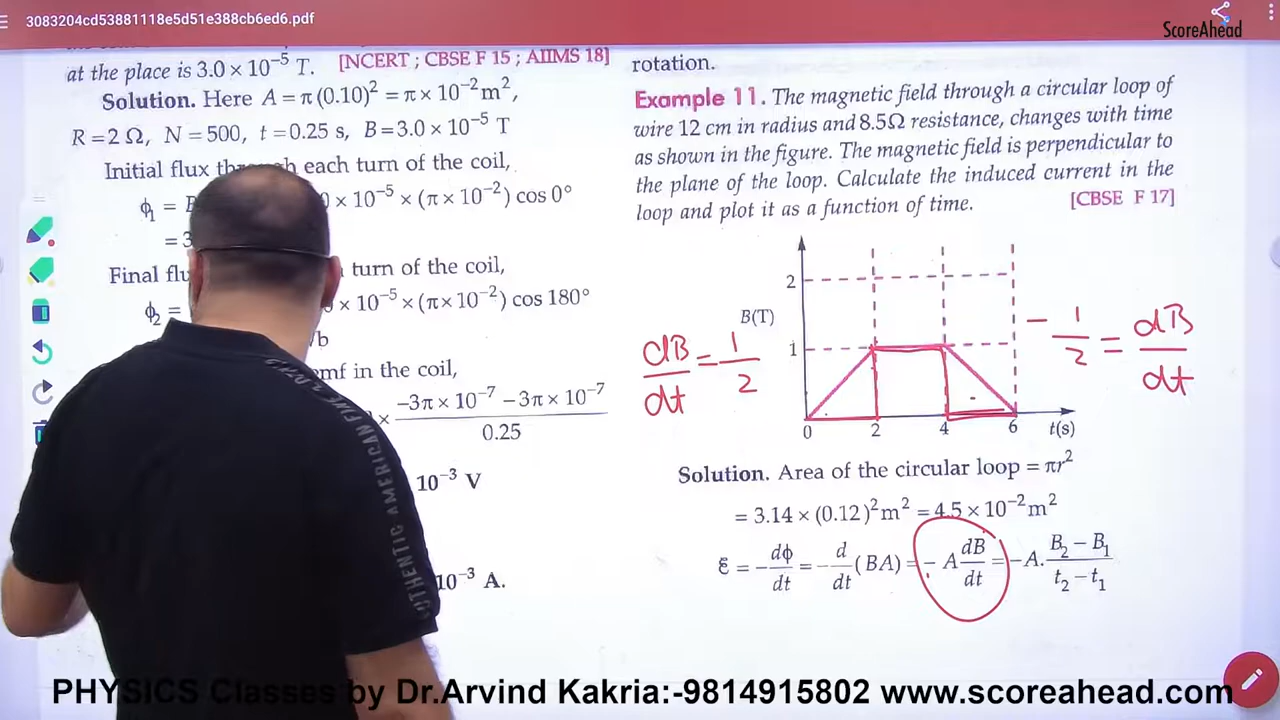 3083204cd53881118e5d51e388cb6ed6.pdf
ScoreAhead
at the place is 3.0 × 10⁻⁵ T. [NCERT ; CBSE F 15 ; AIIMS 18]
Solution. Here A = π (0.10)² = π × 10⁻² m²,
R = 2 Ω, N = 500, t = 0.25 s, B = 3.0 × 10⁻⁵ T
Initial flux through each turn of the coil,
ϕ₁ = × 10⁻⁵ × (π × 10⁻²) cos 0°
= 3
Final turn of the coil,
ϕ₂ = × 10⁻⁵ × (π × 10⁻²) cos 180°
in the coil,
× −3π × 10⁻⁷ − 3π × 10⁻⁷
0.25
10⁻³ V
10⁻³ A.
rotation.
Example 11. The magnetic field through a circular loop of
wire 12 cm in radius and 8.5Ω resistance, changes with time
as shown in the figure. The magnetic field is perpendicular to
the plane of the loop. Calculate the induced current in the
loop and plot it as a function of time. [CBSE F 17]
2
B(T)
1
0 2 4 6 t(s)
dB/dt = 1/2
− 1/2 = dB/dt
Solution. Area of the circular loop = πr²
= 3.14 × (0.12)² m² = 4.5 × 10⁻² m²
ℰ = − dϕ/dt = − d/dt (BA) = − A dB/dt = −A. B₂ − B₁ / t₂ − t₁
AUTHENTIC AMERICAN
PHYSICS Classes by Dr.Arvind Kakria:-9814915802 www.scoreahead.com